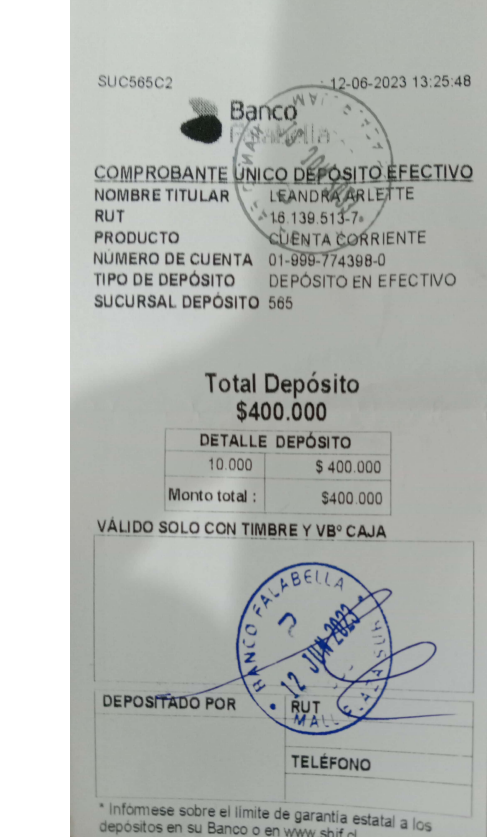 SUC565C2 12-06-2023 13:25:48
Banco
Falabella
COMPROBANTE UNICO DEPÓSITO EFECTIVO
NOMBRE TITULAR LEANDRA ARLETTE
RUT 16.139.513-7
PRODUCTO CUENTA CORRIENTE
NÚMERO DE CUENTA 01-999-774398-0
TIPO DE DEPÓSITO DEPÓSITO EN EFECTIVO
SUCURSAL DEPÓSITO 565
Total Depósito
$400.000
DETALLE DEPÓSITO
10.000 $ 400.000
Monto total : $400.000
VÁLIDO SOLO CON TIMBRE Y VBº CAJA
BANCO FALABELLA
12 JUN 2023
MALL
DEPOSITADO POR RUT
TELÉFONO
* Infórmese sobre el límite de garantía estatal a los
depósitos en su Banco o en www.sbif.cl